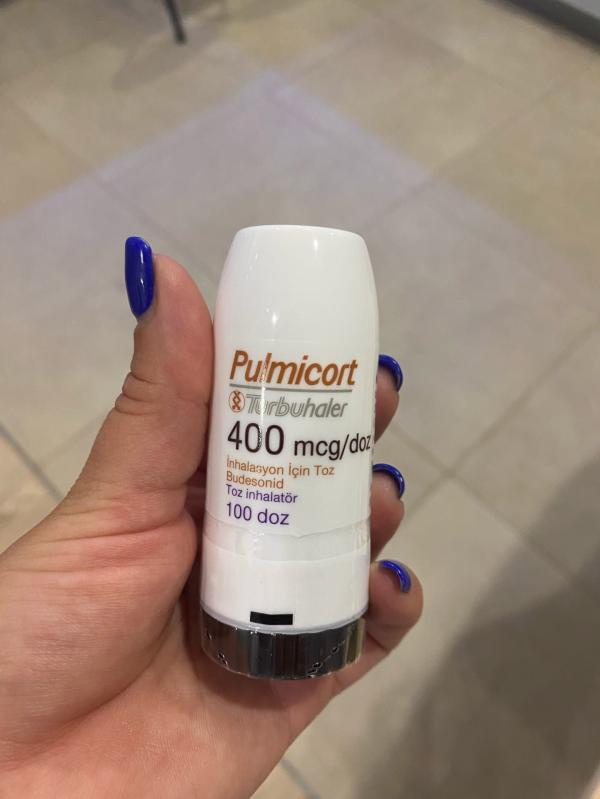 Pulmicort
Turbuhaler
400 mcg/doz
İnhalasyon İçin Toz
Budesonid
Toz inhalatör
100 doz